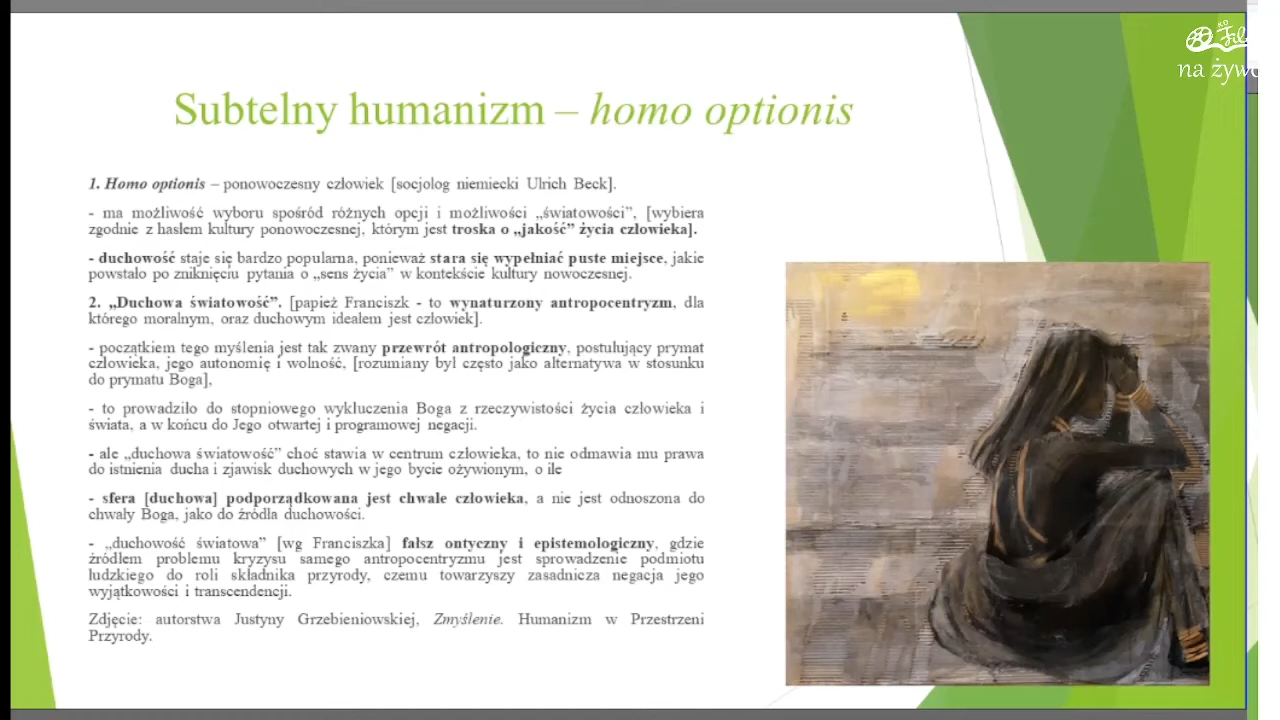 Subtelny humanizm – homo optionis
1. Homo optionis – ponowoczesny człowiek [socjolog niemiecki Ulrich Beck].
- ma możliwość wyboru spośród różnych opcji i możliwości „światowości”, [wybiera
zgodnie z hasłem kultury ponowoczesnej, którym jest troska o „jakość” życia człowieka].
- duchowość staje się bardzo popularna, ponieważ stara się wypełniać puste miejsce, jakie
powstało po zniknięciu pytania o „sens życia” w kontekście kultury nowoczesnej.
2. „Duchowa światowość”. [papież Franciszk - to wynaturzony antropocentryzm, dla
którego moralnym, oraz duchowym ideałem jest człowiek].
- początkiem tego myślenia jest tak zwany przewrót antropologiczny, postulujący prymat
człowieka, jego autonomię i wolność, [rozumiany był często jako alternatywa w stosunku
do prymatu Boga],
- to prowadziło do stopniowego wykluczenia Boga z rzeczywistości życia człowieka i
świata, a w końcu do Jego otwartej i programowej negacji.
- ale „duchowa światowość” choć stawia w centrum człowieka, to nie odmawia mu prawa
do istnienia ducha i zjawisk duchowych w jego bycie ożywionym, o ile
- sfera [duchowa] podporządkowana jest chwale człowieka, a nie jest odnoszona do
chwały Boga, jako do źródła duchowości.
- „duchowość światowa” [wg Franciszka] fałsz ontyczny i epistemologiczny, gdzie
źródłem problemu kryzysu samego antropocentryzmu jest sprowadzenie podmiotu
ludzkiego do roli składnika przyrody, czemu towarzyszy zasadnicza negacja jego
wyjątkowości i transcendencji.
Zdjęcie: autorstwa Justyny Grzebieniowskiej, Zmyślenie. Humanizm w Przestrzeni
Przyrody.
na